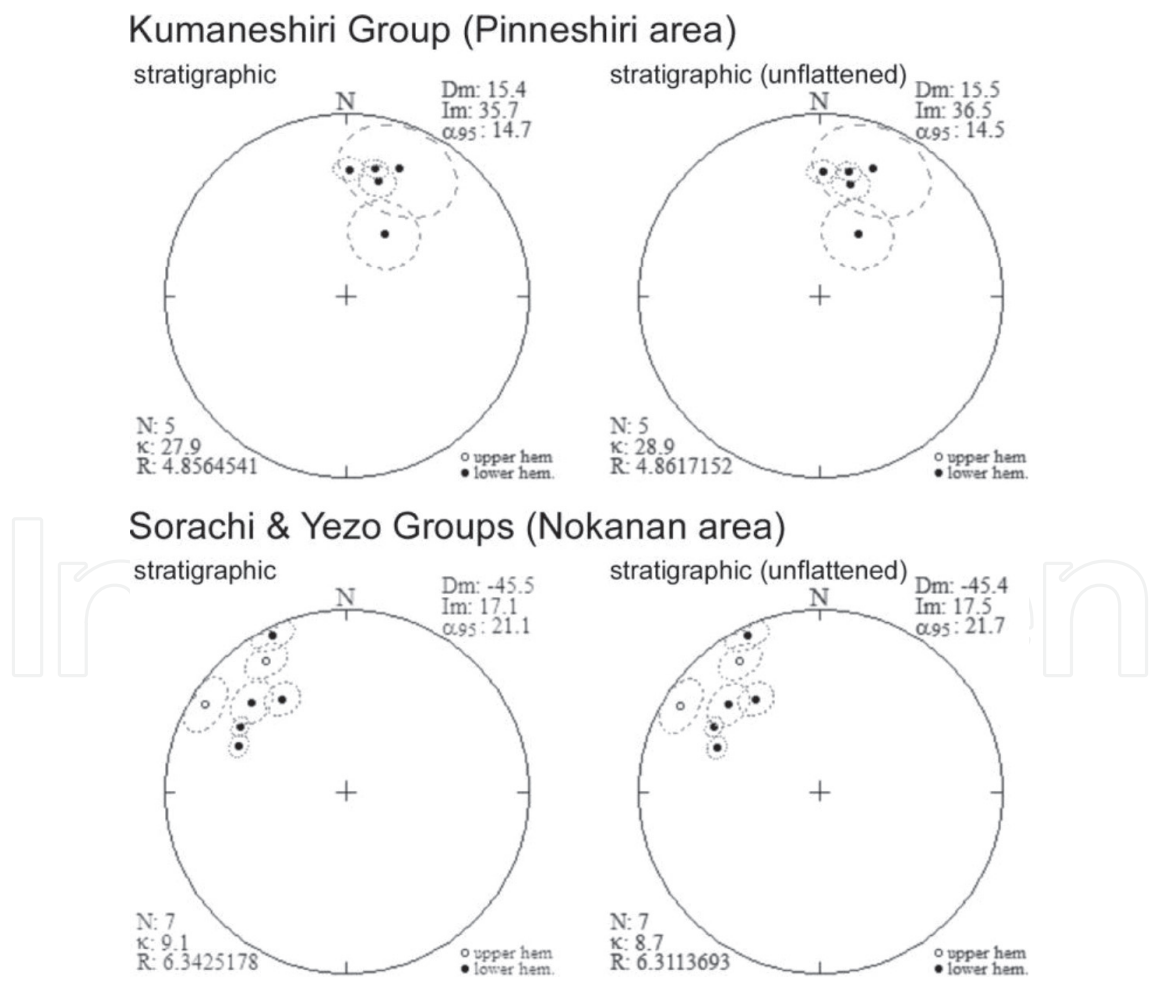 Kumaneshiri Group (Pinneshiri area)
stratigraphic
N
Dm: 15.4
Im: 35.7
α95: 14.7
N: 5
κ: 27.9
R: 4.8564541
upper hem
lower hem.
stratigraphic (unflattened)
N
Dm: 15.5
Im: 36.5
α95: 14.5
N: 5
κ: 28.9
R: 4.8617152
upper hem
lower hem.
Sorachi & Yezo Groups (Nokanan area)
stratigraphic
N
Dm: -45.5
Im: 17.1
α95: 21.1
N: 7
κ: 9.1
R: 6.3425178
upper hem
lower hem.
stratigraphic (unflattened)
N
Dm: -45.4
Im: 17.5
α95: 21.7
N: 7
κ: 8.7
R: 6.3113693
upper hem
lower hem.